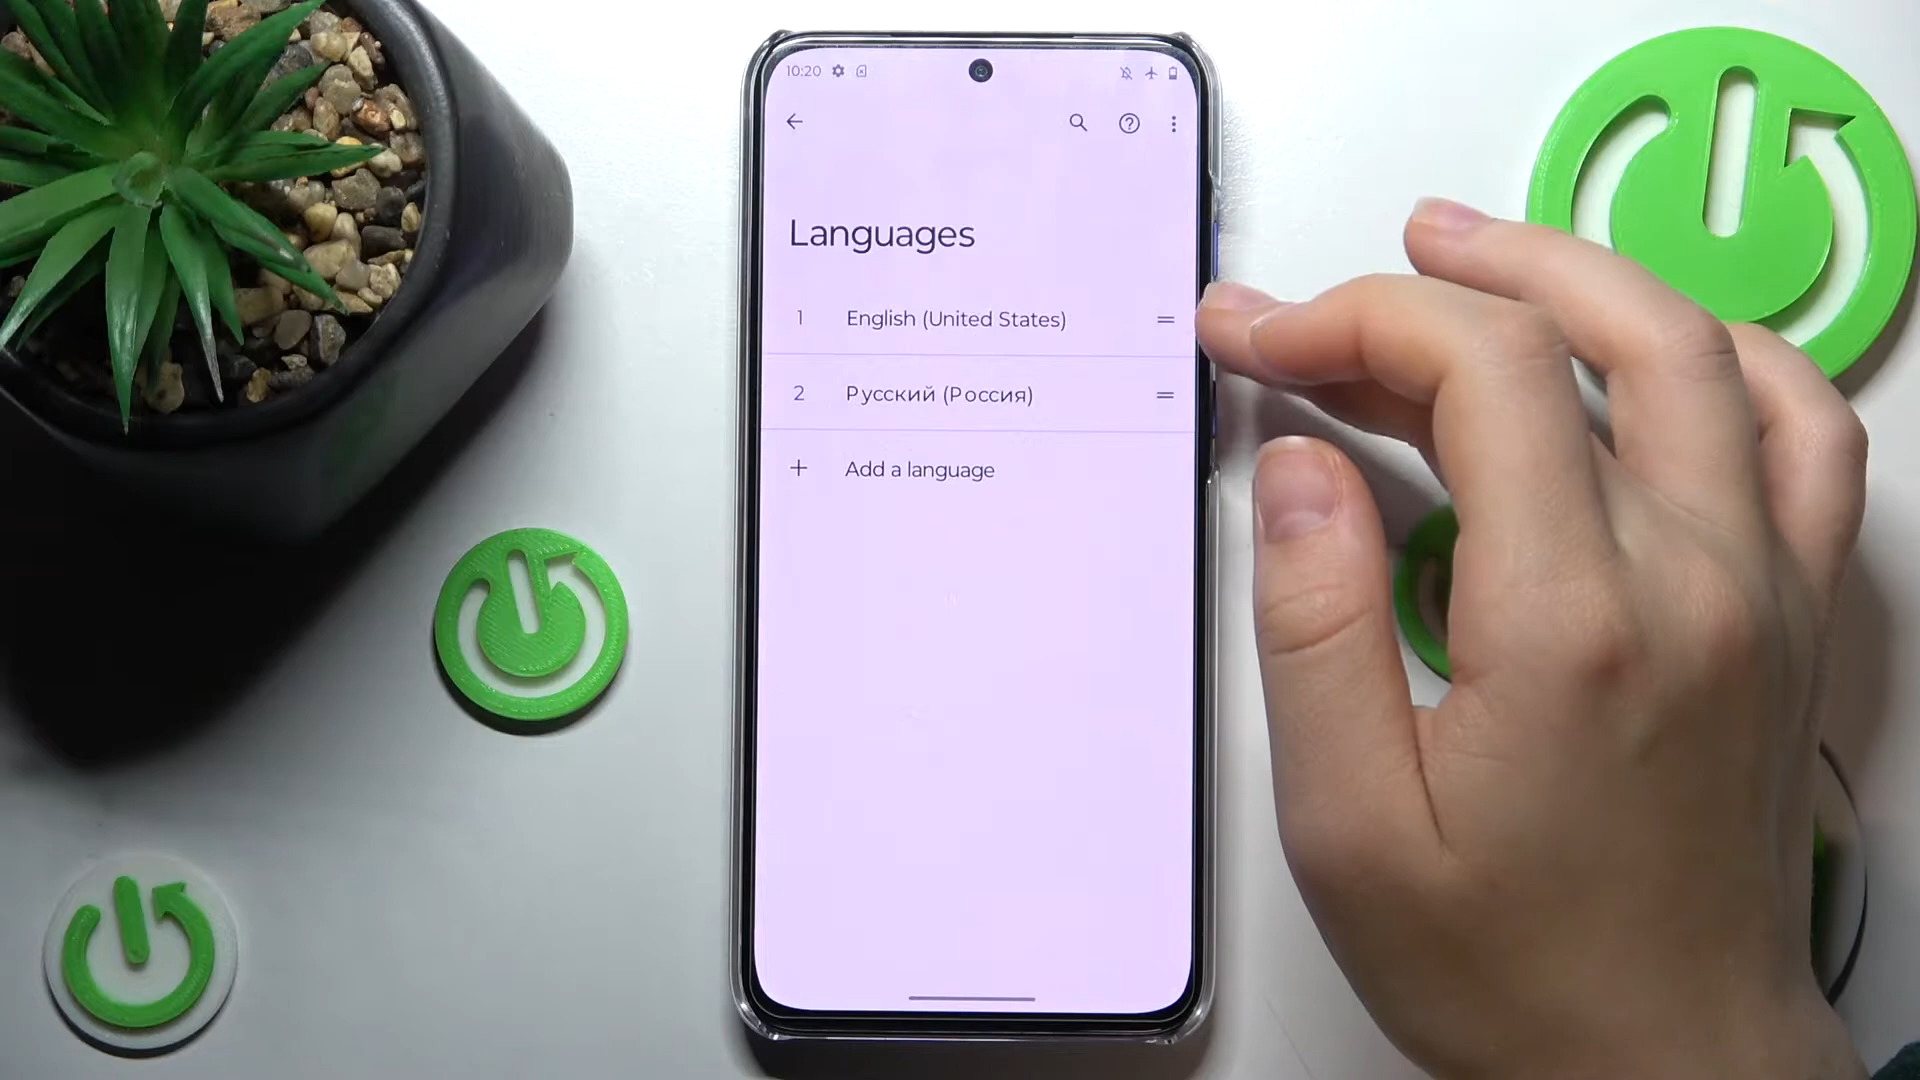 10:20
Languages
1 English (United States)
2 Русский (Россия)
+ Add a language